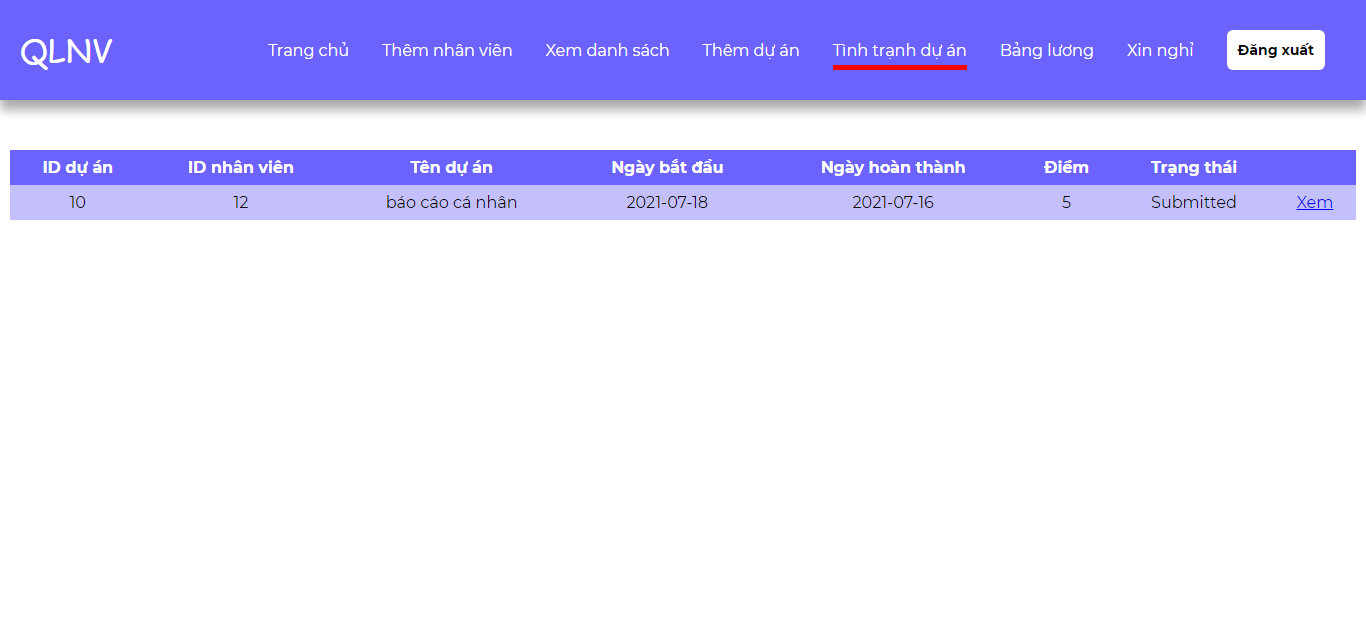 QLNV Trang chủ Thêm nhân viên Xem danh sách Thêm dự án Tình trạnh dự án Bảng lương Xin nghỉ Đăng xuất
ID dự án ID nhân viên Tên dự án Ngày bắt đầu Ngày hoàn thành Điểm Trạng thái
10 12 báo cáo cá nhân 2021-07-18 2021-07-16 5 Submitted Xem